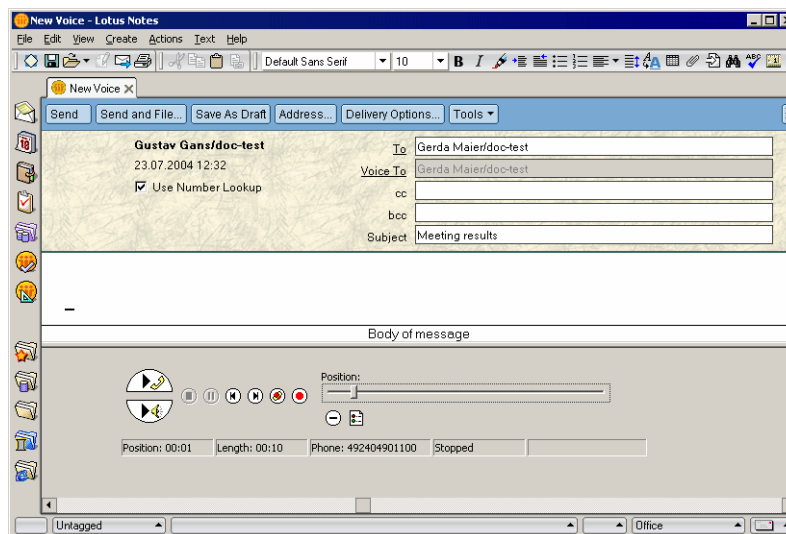 New Voice - Lotus Notes
File Edit View Create Actions Text Help
Default Sans Serif 10 B I
New Voice
Send Send and File... Save As Draft Address... Delivery Options... Tools
Gustav Gans/doc-test To Gerda Maier/doc-test
23.07.2004 12:32 Voice To Gerda Maier/doc-test
Use Number Lookup cc
bcc
Subject Meeting results
Body of message
Position:
Position: 00:01 Length: 00:10 Phone: 492404901100 Stopped
Untagged Office